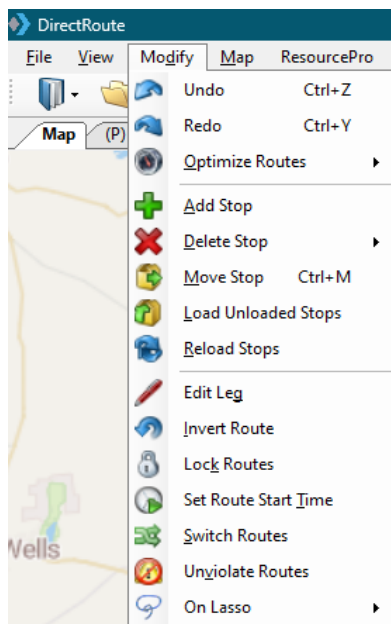 DirectRoute
File View Modify Map ResourcePro
Map (P)
Undo Ctrl+Z
Redo Ctrl+Y
Optimize Routes
Add Stop
Delete Stop
Move Stop Ctrl+M
Load Unloaded Stops
Reload Stops
Edit Leg
Invert Route
Lock Routes
Set Route Start Time
Switch Routes
Wells
Unviolate Routes
On Lasso